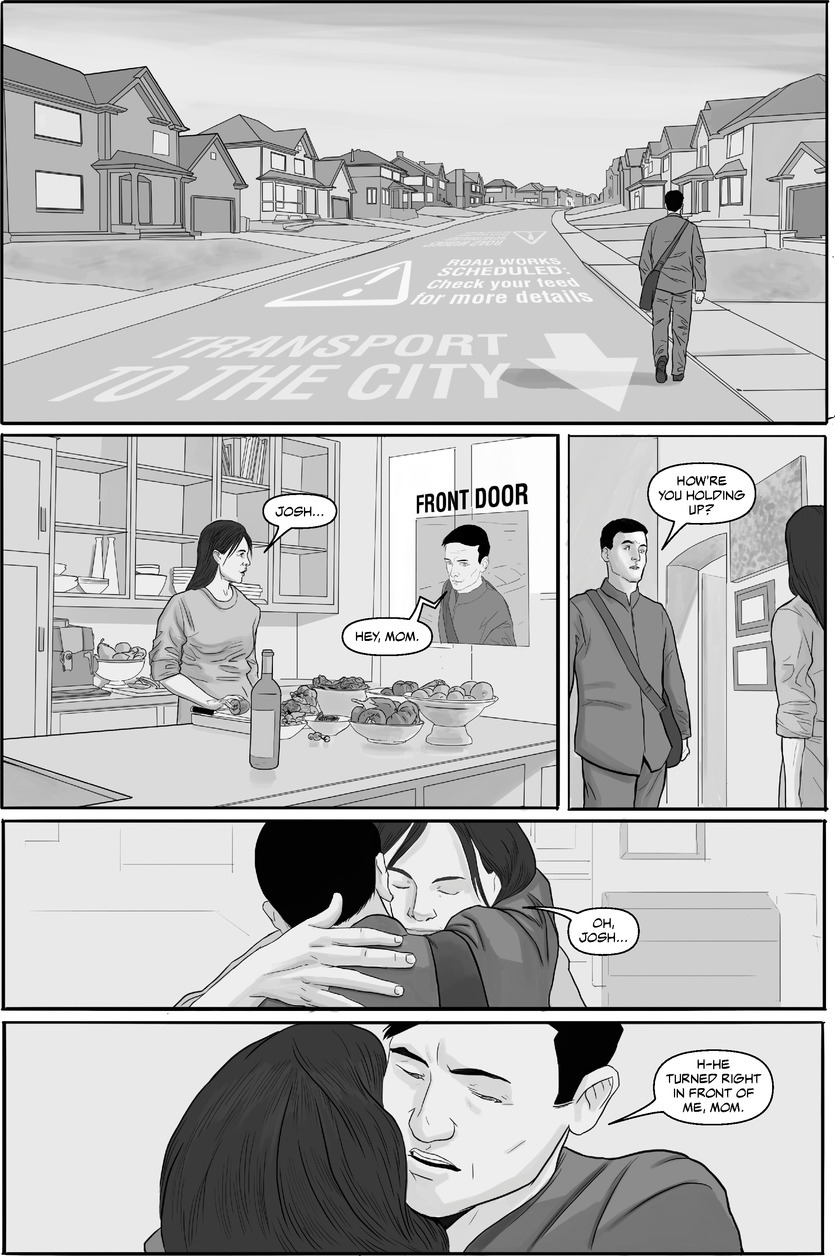 ROAD WORKS
SCHEDULED:
Check your feed
for more details
TRANSPORT
TO THE CITY
JOSH...
FRONT DOOR
HEY, MOM.
HOW'RE
YOU HOLDING
UP?
OH,
JOSH...
H-HE
TURNED RIGHT
IN FRONT OF
ME, MOM.